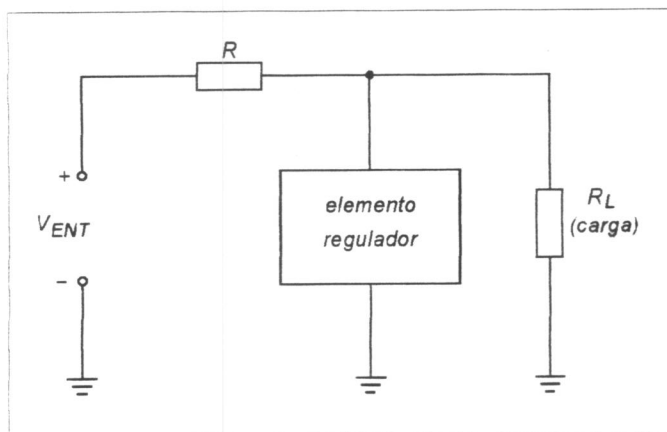 R
+
V_ENT
−
elemento
regulador
R_L
(carga)